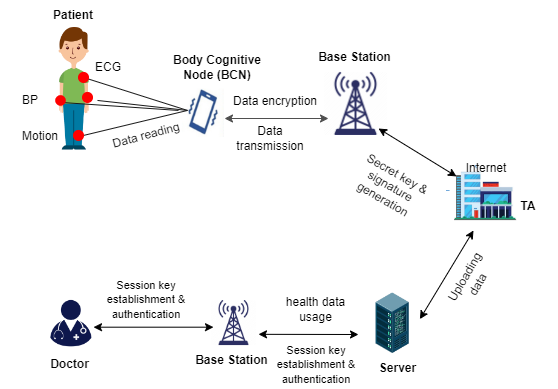 Patient
ECG
BP
Motion
Data reading
Body Cognitive
Node (BCN)
Data encryption
Data
transmission
Base Station
Secret key &
signature
generation
Internet
TA
Uploading
data
Server
health data
usage
Session key
establishment &
authentication
Base Station
Session key
establishment &
authentication
Doctor